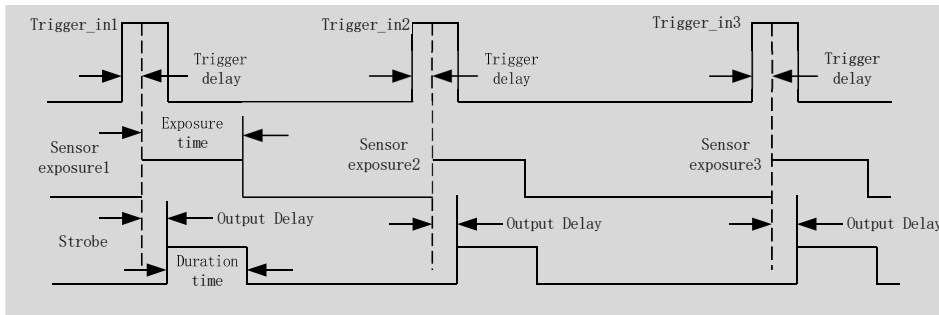 Trigger_in1
Trigger_in2
Trigger_in3
Trigger
delay
Trigger
delay
Trigger
delay
Exposure
time
Sensor
exposure1
Sensor
exposure2
Sensor
exposure3
Output Delay
Output Delay
Output Delay
Strobe
Duration
time